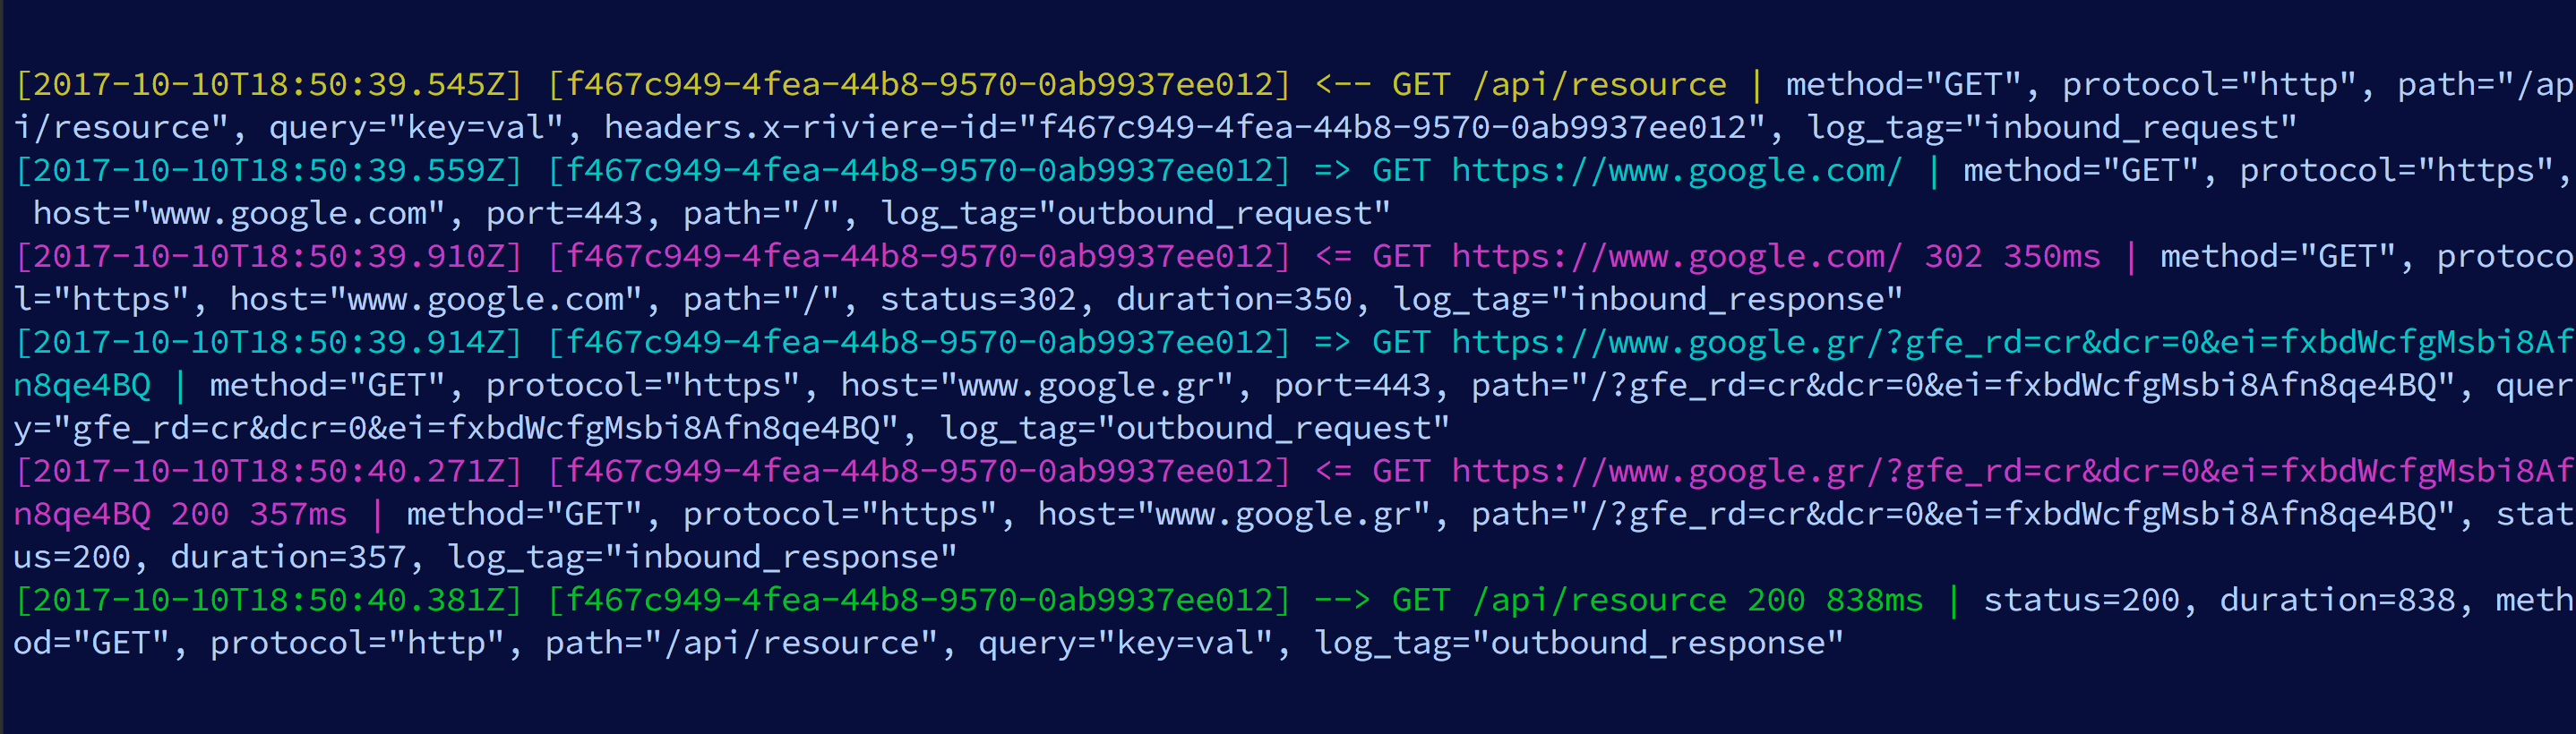 [2017-10-10T18:50:39.545Z] [f467c949-4fea-44b8-9570-0ab9937ee012] <-- GET /api/resource | method="GET", protocol="http", path="/ap
i/resource", query="key=val", headers.x-riviere-id="f467c949-4fea-44b8-9570-0ab9937ee012", log_tag="inbound_request"
[2017-10-10T18:50:39.559Z] [f467c949-4fea-44b8-9570-0ab9937ee012] => GET https://www.google.com/ | method="GET", protocol="https",
 host="www.google.com", port=443, path="/", log_tag="outbound_request"
[2017-10-10T18:50:39.910Z] [f467c949-4fea-44b8-9570-0ab9937ee012] <= GET https://www.google.com/ 302 350ms | method="GET", protoco
l="https", host="www.google.com", path="/", status=302, duration=350, log_tag="inbound_response"
[2017-10-10T18:50:39.914Z] [f467c949-4fea-44b8-9570-0ab9937ee012] => GET https://www.google.gr/?gfe_rd=cr&dcr=0&ei=fxbdWcfgMsbi8Af
n8qe4BQ | method="GET", protocol="https", host="www.google.gr", port=443, path="/?gfe_rd=cr&dcr=0&ei=fxbdWcfgMsbi8Afn8qe4BQ", quer
y="gfe_rd=cr&dcr=0&ei=fxbdWcfgMsbi8Afn8qe4BQ", log_tag="outbound_request"
[2017-10-10T18:50:40.271Z] [f467c949-4fea-44b8-9570-0ab9937ee012] <= GET https://www.google.gr/?gfe_rd=cr&dcr=0&ei=fxbdWcfgMsbi8Af
n8qe4BQ 200 357ms | method="GET", protocol="https", host="www.google.gr", path="/?gfe_rd=cr&dcr=0&ei=fxbdWcfgMsbi8Afn8qe4BQ", stat
us=200, duration=357, log_tag="inbound_response"
[2017-10-10T18:50:40.381Z] [f467c949-4fea-44b8-9570-0ab9937ee012] --> GET /api/resource 200 838ms | status=200, duration=838, meth
od="GET", protocol="http", path="/api/resource", query="key=val", log_tag="outbound_response"